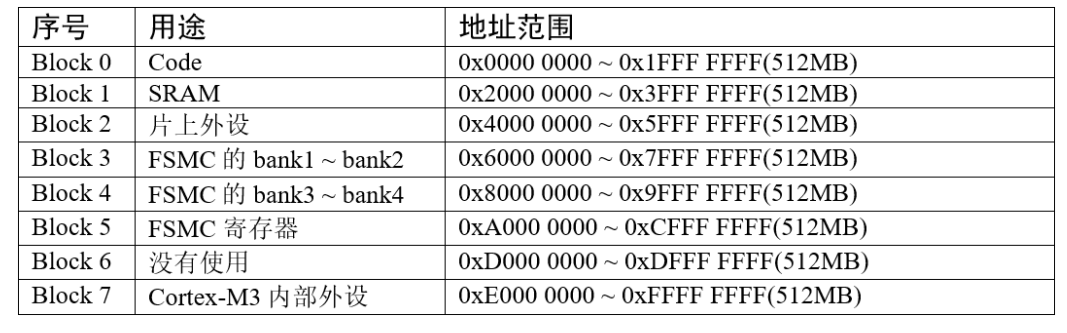 序号 用途 地址范围
Block 0 Code 0x0000 0000 ~ 0x1FFF FFFF(512MB)
Block 1 SRAM 0x2000 0000 ~ 0x3FFF FFFF(512MB)
Block 2 片上外设 0x4000 0000 ~ 0x5FFF FFFF(512MB)
Block 3 FSMC 的 bank1 ~ bank2 0x6000 0000 ~ 0x7FFF FFFF(512MB)
Block 4 FSMC 的 bank3 ~ bank4 0x8000 0000 ~ 0x9FFF FFFF(512MB)
Block 5 FSMC 寄存器 0xA000 0000 ~ 0xCFFF FFFF(512MB)
Block 6 没有使用 0xD000 0000 ~ 0xDFFF FFFF(512MB)
Block 7 Cortex-M3 内部外设 0xE000 0000 ~ 0xFFFF FFFF(512MB)